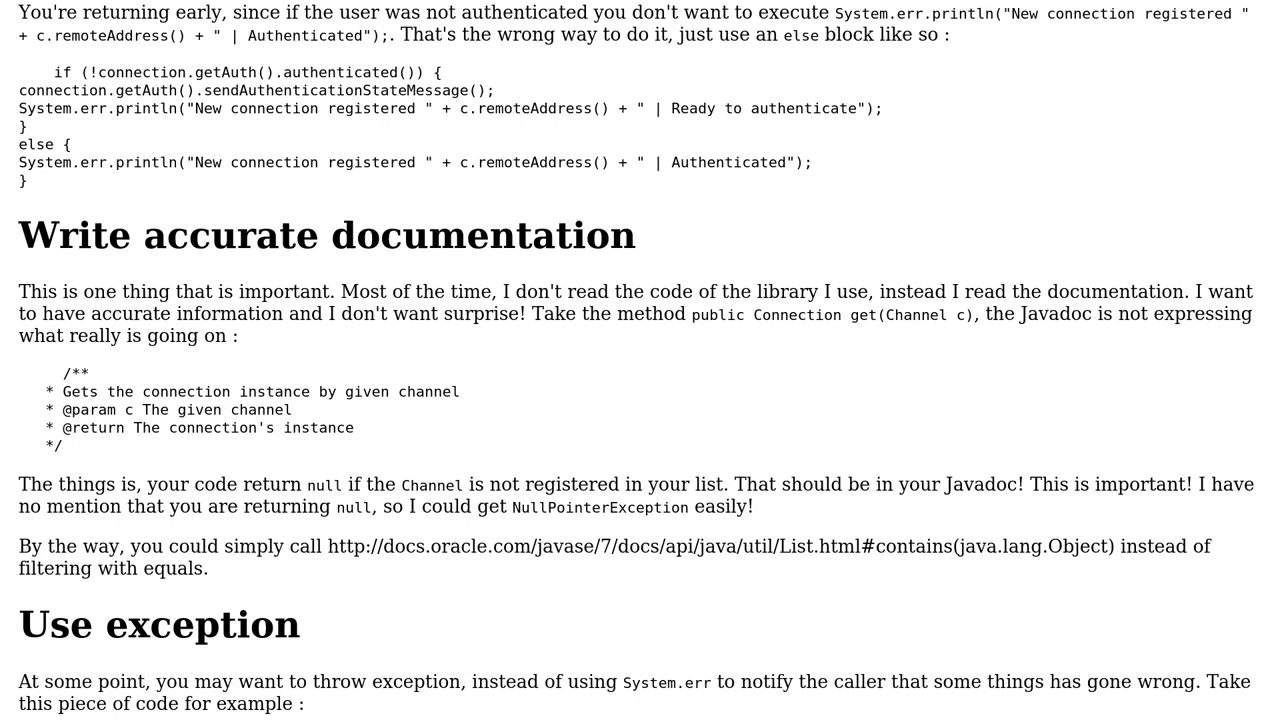 You're returning early, since if the user was not authenticated you don't want to execute System.err.println("New connection registered "
+ c.remoteAddress() + " | Authenticated");. That's the wrong way to do it, just use an else block like so :
if (!connection.getAuth().authenticated()) {
connection.getAuth().sendAuthenticationStateMessage();
System.err.println("New connection registered " + c.remoteAddress() + " | Ready to authenticate");
}
else {
System.err.println("New connection registered " + c.remoteAddress() + " | Authenticated");
}
Write accurate documentation
This is one thing that is important. Most of the time, I don't read the code of the library I use, instead I read the documentation. I want
to have accurate information and I don't want surprise! Take the method public Connection get(Channel c), the Javadoc is not expressing
what really is going on :
/**
* Gets the connection instance by given channel
* @param c The given channel
* @return The connection's instance
*/
The things is, your code return null if the Channel is not registered in your list. That should be in your Javadoc! This is important! I have
no mention that you are returning null, so I could get NullPointerException easily!
By the way, you could simply call http://docs.oracle.com/javase/7/docs/api/java/util/List.html#contains(java.lang.Object) instead of
filtering with equals.
Use exception
At some point, you may want to throw exception, instead of using System.err to notify the caller that some things has gone wrong. Take
this piece of code for example :